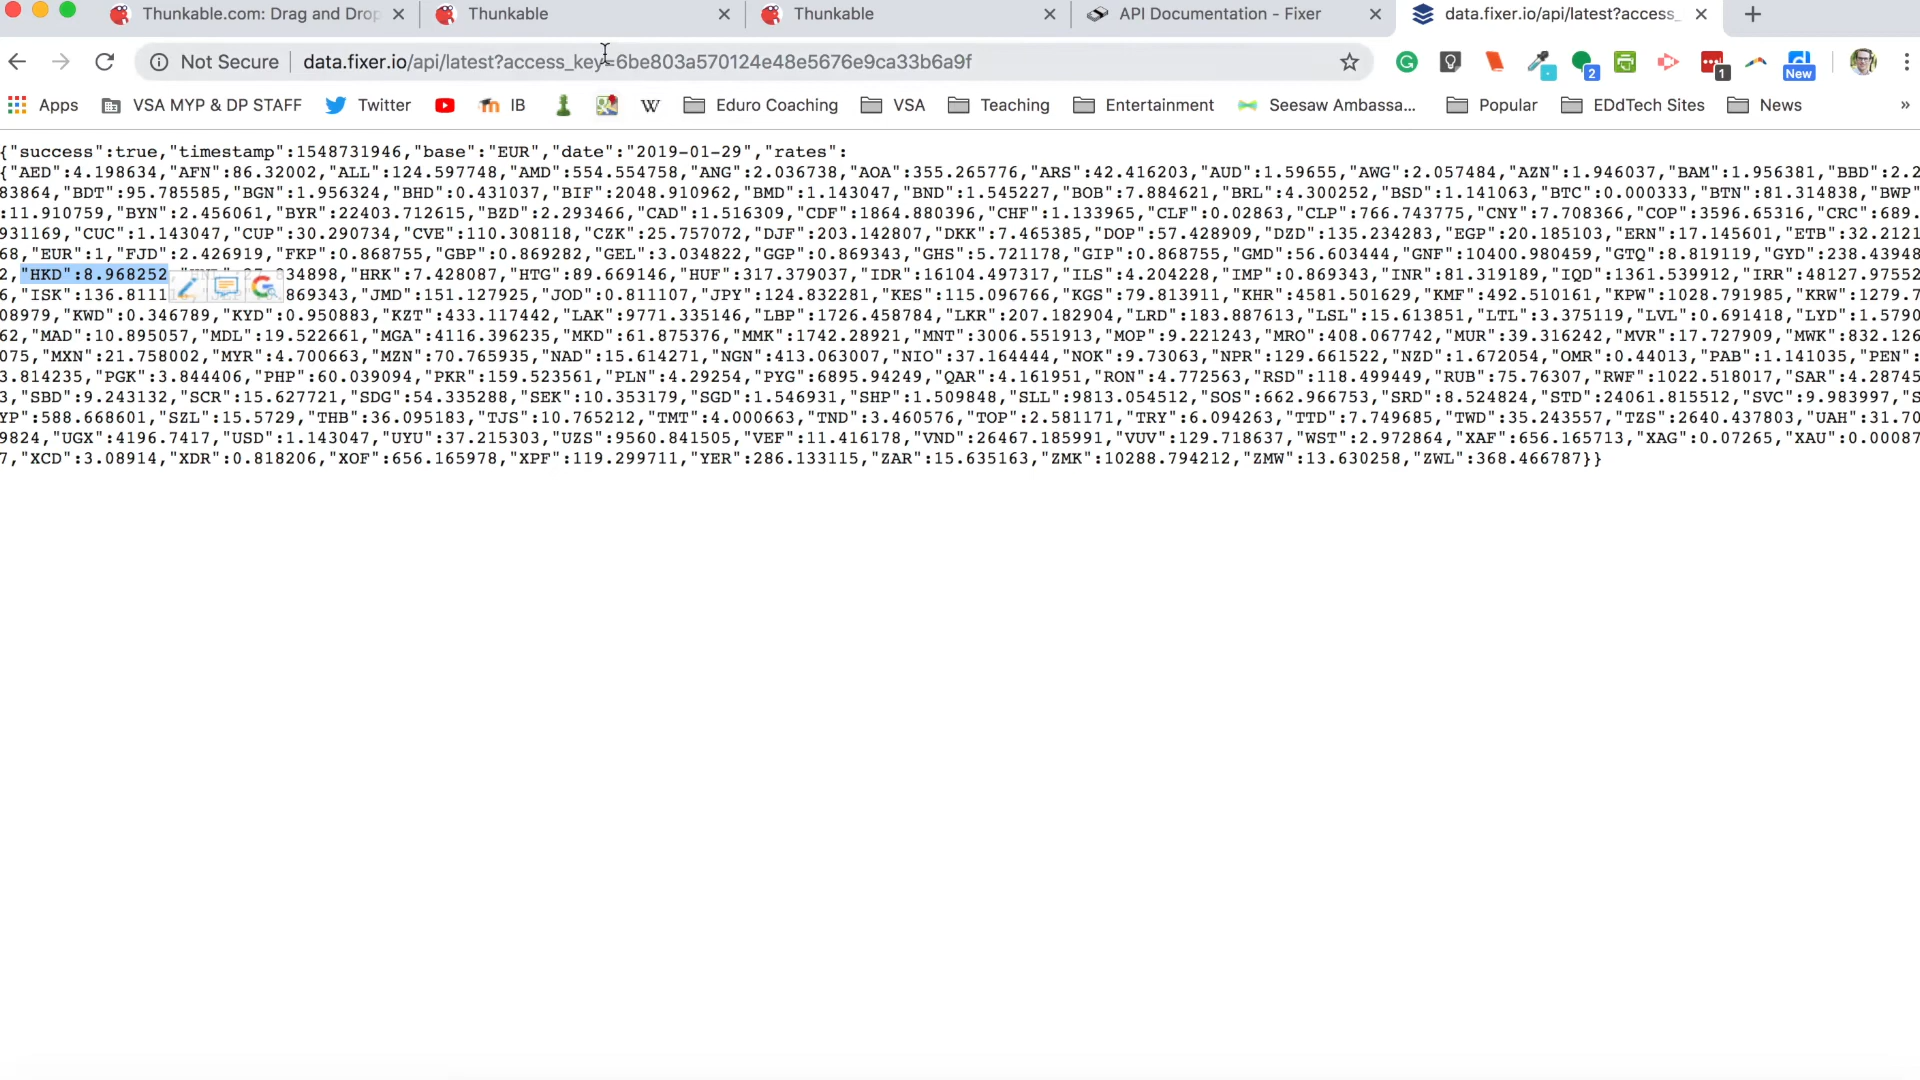 Thunkable.com: Drag and Drop
Thunkable
Thunkable
API Documentation - Fixer
data.fixer.io/api/latest?access_
Not Secure
data.fixer.io/api/latest?access_key=6be803a570124e48e5676e9ca33b6a9f
2
1
New
Apps
VSA MYP & DP STAFF
Twitter
IB
W
Eduro Coaching
VSA
Teaching
Entertainment
Seesaw Ambassa...
Popular
EDdTech Sites
News
»
{"success":true,"timestamp":1548731946,"base":"EUR","date":"2019-01-29","rates":
{"AED":4.198634,"AFN":86.32002,"ALL":124.597748,"AMD":554.554758,"ANG":2.036738,"AOA":355.265776,"ARS":42.416203,"AUD":1.59655,"AWG":2.057484,"AZN":1.946037,"BAM":1.956381,"BBD":2.2
83864,"BDT":95.785585,"BGN":1.956324,"BHD":0.431037,"BIF":2048.910962,"BMD":1.143047,"BND":1.545227,"BOB":7.884621,"BRL":4.300252,"BSD":1.141063,"BTC":0.000333,"BTN":81.314838,"BWP"
:11.910759,"BYN":2.456061,"BYR":22403.712615,"BZD":2.293466,"CAD":1.516309,"CDF":1864.880396,"CHF":1.133965,"CLF":0.02863,"CLP":766.743775,"CNY":7.708366,"COP":3596.65316,"CRC":689.
931169,"CUC":1.143047,"CUP":30.290734,"CVE":110.308118,"CZK":25.757072,"DJF":203.142807,"DKK":7.465385,"DOP":57.428909,"DZD":135.234283,"EGP":20.185103,"ERN":17.145601,"ETB":32.2121
68,"EUR":1,"FJD":2.426919,"FKP":0.868755,"GBP":0.869282,"GEL":3.034822,"GGP":0.869343,"GHS":5.721178,"GIP":0.868755,"GMD":56.603444,"GNF":10400.980459,"GTQ":8.819119,"GYD":238.43948
2,"HKD":8.968252 834898,"HRK":7.428087,"HTG":89.669146,"HUF":317.379037,"IDR":16104.497317,"ILS":4.204228,"IMP":0.869343,"INR":81.319189,"IQD":1361.539912,"IRR":48127.97552
6,"ISK":136.8111 869343,"JMD":151.127925,"JOD":0.811107,"JPY":124.832281,"KES":115.096766,"KGS":79.813911,"KHR":4581.501629,"KMF":492.510161,"KPW":1028.791985,"KRW":1279.7
08979,"KWD":0.346789,"KYD":0.950883,"KZT":433.117442,"LAK":9771.335146,"LBP":1726.458784,"LKR":207.182904,"LRD":183.887613,"LSL":15.613851,"LTL":3.375119,"LVL":0.691418,"LYD":1.5790
62,"MAD":10.895057,"MDL":19.522661,"MGA":4116.396235,"MKD":61.875376,"MMK":1742.28921,"MNT":3006.551913,"MOP":9.221243,"MRO":408.067742,"MUR":39.316242,"MVR":17.727909,"MWK":832.126
075,"MXN":21.758002,"MYR":4.700663,"MZN":70.765935,"NAD":15.614271,"NGN":413.063007,"NIO":37.164444,"NOK":9.73063,"NPR":129.661522,"NZD":1.672054,"OMR":0.44013,"PAB":1.141035,"PEN":
3.814235,"PGK":3.844406,"PHP":60.039094,"PKR":159.523561,"PLN":4.29254,"PYG":6895.94249,"QAR":4.161951,"RON":4.772563,"RSD":118.499449,"RUB":75.76307,"RWF":1022.518017,"SAR":4.28745
3,"SBD":9.243132,"SCR":15.627721,"SDG":54.335288,"SEK":10.353179,"SGD":1.546931,"SHP":1.509848,"SLL":9813.054512,"SOS":662.966753,"SRD":8.524824,"STD":24061.815512,"SVC":9.983997,"S
YP":588.668601,"SZL":15.5729,"THB":36.095183,"TJS":10.765212,"TMT":4.000663,"TND":3.460576,"TOP":2.581171,"TRY":6.094263,"TTD":7.749685,"TWD":35.243557,"TZS":2640.437803,"UAH":31.70
9824,"UGX":4196.7417,"USD":1.143047,"UYU":37.215303,"UZS":9560.841505,"VEF":11.416178,"VND":26467.185991,"VUV":129.718637,"WST":2.972864,"XAF":656.165713,"XAG":0.07265,"XAU":0.00087
7,"XCD":3.08914,"XDR":0.818206,"XOF":656.165978,"XPF":119.299711,"YER":286.133115,"ZAR":15.635163,"ZMK":10288.794212,"ZMW":13.630258,"ZWL":368.466787}}